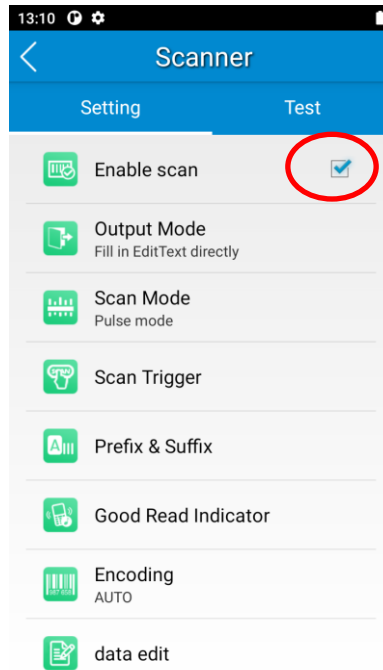 13:10
Scanner
Setting Test
Enable scan
Output Mode
Fill in EditText directly
Scan Mode
Pulse mode
Scan Trigger
Prefix & Suffix
Good Read Indicator
Encoding
AUTO
data edit